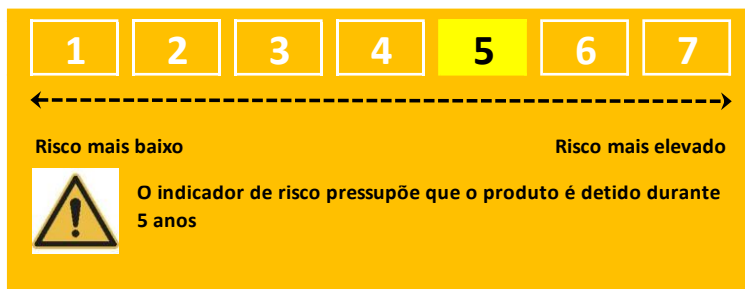 1 2 3 4 5 6 7
Risco mais baixo Risco mais elevado
O indicador de risco pressupõe que o produto é detido durante
5 anos